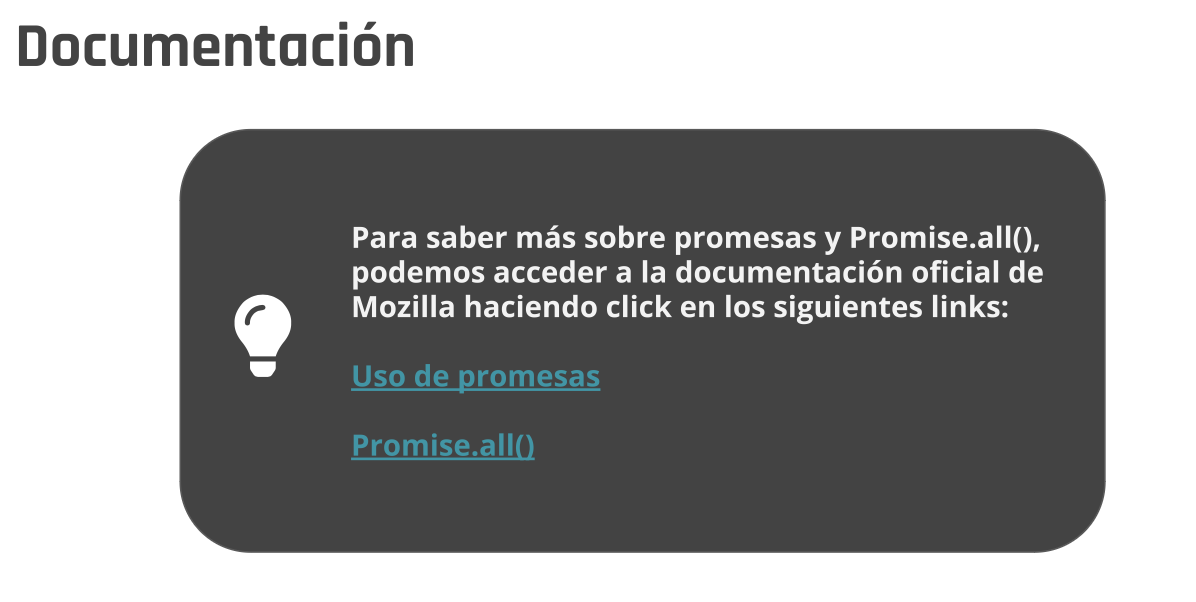 Documentación
Para saber más sobre promesas y Promise.all(),
podemos acceder a la documentación oficial de
Mozilla haciendo click en los siguientes links:
Uso de promesas
Promise.all()